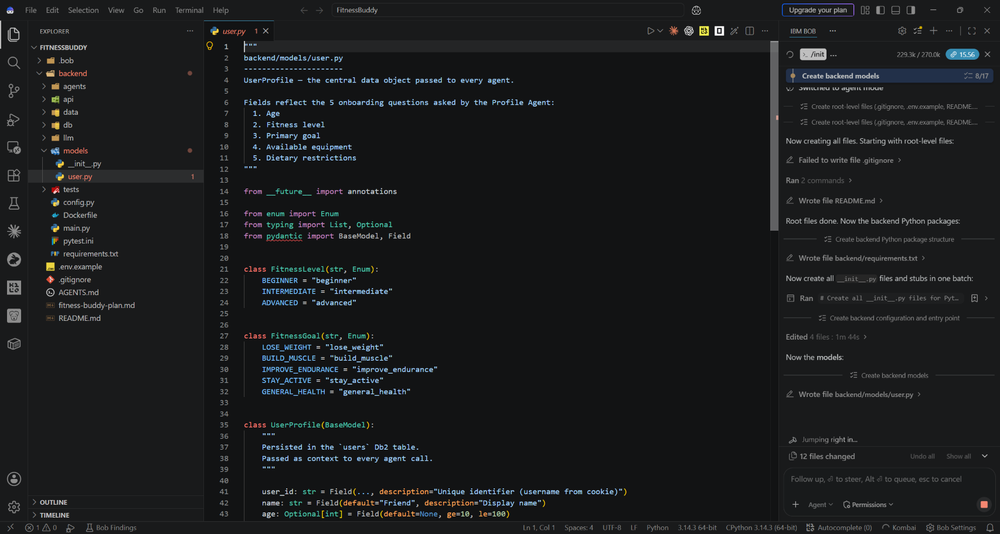 File Edit Selection View Go Run Terminal Help
FitnessBuddy
Upgrade your plan
EXPLORER
FITNESSBUDDY
.bob
backend
agents
api
data
db
llm
models
__init__.py
user.py 1
tests
config.py
Dockerfile
main.py
pytest.ini
requirements.txt
.env.example
.gitignore
AGENTS.md
fitness-buddy-plan.md
README.md
OUTLINE
TIMELINE
user.py 1
1 """
2 backend/models/user.py
3 ----------------------
4 UserProfile — the central data object passed to every agent.
5
6 Fields reflect the 5 onboarding questions asked by the Profile Agent:
7 1. Age
8 2. Fitness level
9 3. Primary goal
10 4. Available equipment
11 5. Dietary restrictions
12 """
13
14 from __future__ import annotations
15
16 from enum import Enum
17 from typing import List, Optional
18 from pydantic import BaseModel, Field
19
20
21 class FitnessLevel(str, Enum):
22 BEGINNER = "beginner"
23 INTERMEDIATE = "intermediate"
24 ADVANCED = "advanced"
25
26
27 class FitnessGoal(str, Enum):
28 LOSE_WEIGHT = "lose_weight"
29 BUILD_MUSCLE = "build_muscle"
30 IMPROVE_ENDURANCE = "improve_endurance"
31 STAY_ACTIVE = "stay_active"
32 GENERAL_HEALTH = "general_health"
33
34
35 class UserProfile(BaseModel):
36 """
37 Persisted in the `users` Db2 table.
38 Passed as context to every agent call.
39 """
40
41 user_id: str = Field(..., description="Unique identifier (username from cookie)")
42 name: str = Field(default="Friend", description="Display name")
43 age: Optional[int] = Field(default=None, ge=10, le=100)
IBM BOB
/init ... 229.3k / 270.0k 15.56
Create backend models 8/17
Switched to agent mode
Create root-level files (.gitignore, .env.example, README....
Create root-level files (.gitignore, .env.example, README....
Now creating all files. Starting with root-level files:
Failed to write file .gitignore
Ran 2 commands
Wrote file README.md
Root files done. Now the backend Python packages:
Create backend Python package structure
Wrote file backend/requirements.txt
Now create all __init__.py files and stubs in one batch:
Ran # Create all __init__.py files for Pyt...
Create backend configuration and entry point
Edited 4 files : 1m 44s
Now the models:
Create backend models
Wrote file backend/models/user.py
Jumping right in...
12 files changed Undo all Show all
Follow up, ⏎ to steer, Alt ⏎ to queue, esc to cancel
Agent Permissions
1 0 Bob Findings Ln 1, Col 1 Spaces: 4 UTF-8 LF Python 3.14.3 64-bit CPython 3.14.3 (64-bit) Autocomplete (0) Kombai Bob Settings